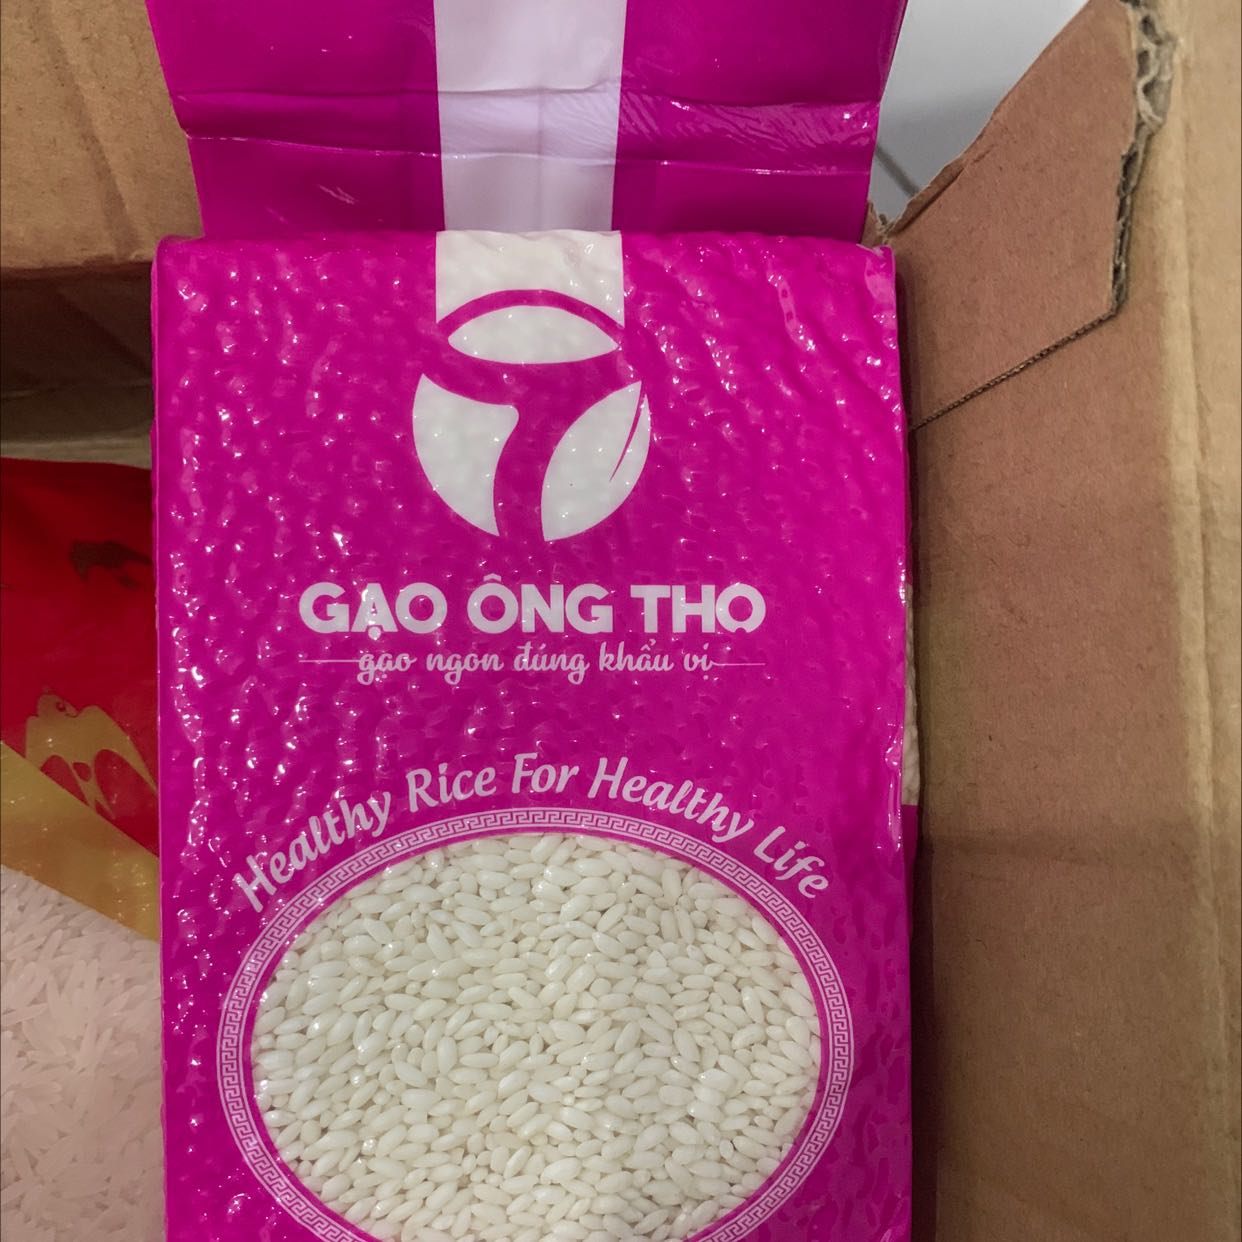 GẠO ÔNG THỌ
gạo ngon đúng khẩu vị
Healthy Rice For Healthy Life